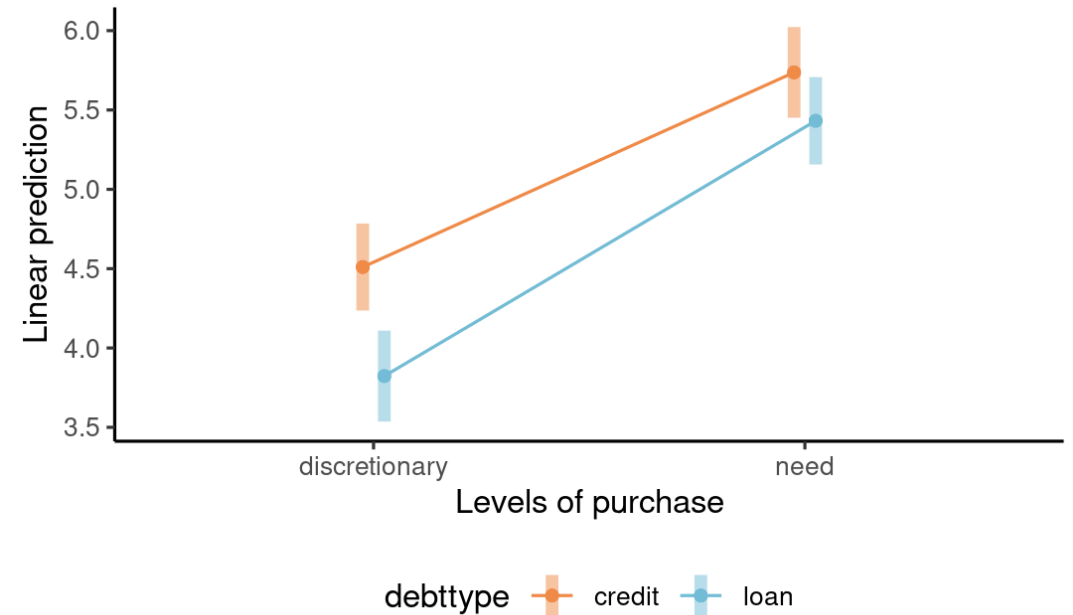 6.0
5.5
5.0
4.5
4.0
3.5
Linear prediction
discretionary need
Levels of purchase
debttype credit loan